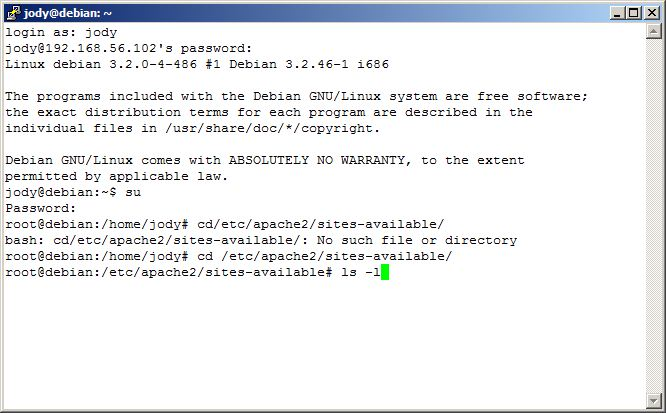 jody@debian: ~
login as: jody
jody@192.168.56.102's password:
Linux debian 3.2.0-4-486 #1 Debian 3.2.46-1 i686
The programs included with the Debian GNU/Linux system are free software;
the exact distribution terms for each program are described in the
individual files in /usr/share/doc/*/copyright.
Debian GNU/Linux comes with ABSOLUTELY NO WARRANTY, to the extent
permitted by applicable law.
jody@debian:~$ su
Password:
root@debian:/home/jody# cd/etc/apache2/sites-available/
bash: cd/etc/apache2/sites-available/: No such file or directory
root@debian:/home/jody# cd /etc/apache2/sites-available/
root@debian:/etc/apache2/sites-available# ls -l